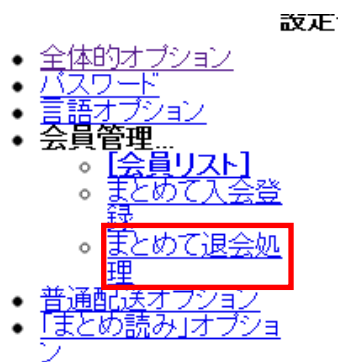 設定
全体的オプション
パスワード
言語オプション
会員管理...
[会員リスト]
まとめて入会登
録
まとめて退会処
理
普通配送オプション
「まとめ読み」オプショ
ン